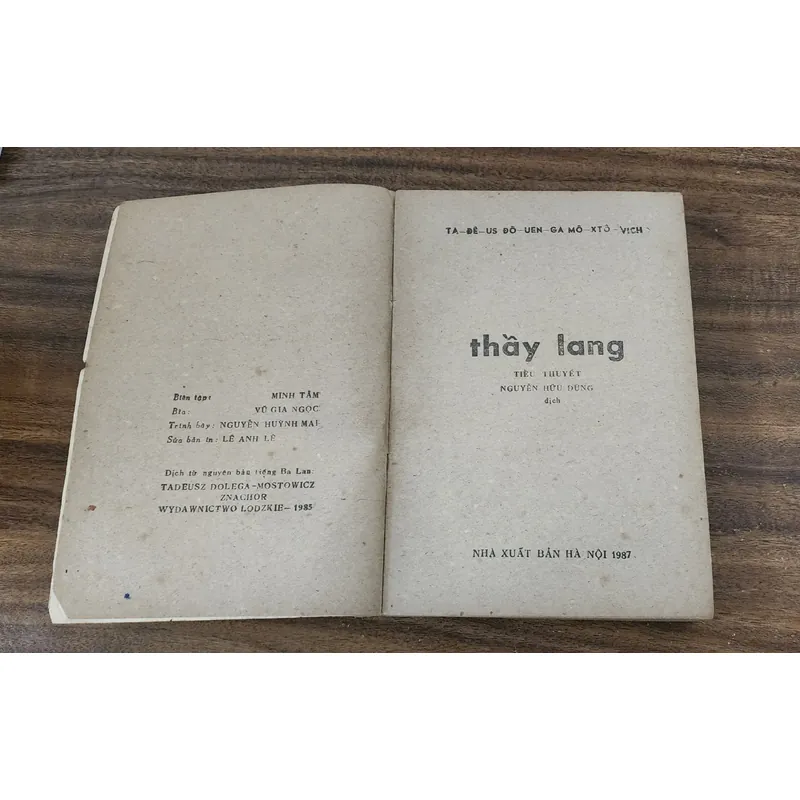 Biên tập: MINH TÂM
Bìa: VŨ GIA NGỌC
Trình bày: NGUYỄN HUỲNH MAI
Sửa bản in: LÊ ANH LÊ
Dịch từ nguyên bản tiếng Ba Lan:
TADEUSZ DOLEGA-MOSTOWICZ
ZNACHOR
WYDAWNICTWO LODZKIE—1985
TA—ĐÊ—US ĐÔ—UEN—GA MÔ—XTÔ—VICH
thầy lang
TIỂU THUYẾT
NGUYỄN HỮU DŨNG
dịch
NHÀ XUẤT BẢN HÀ NỘI 1987